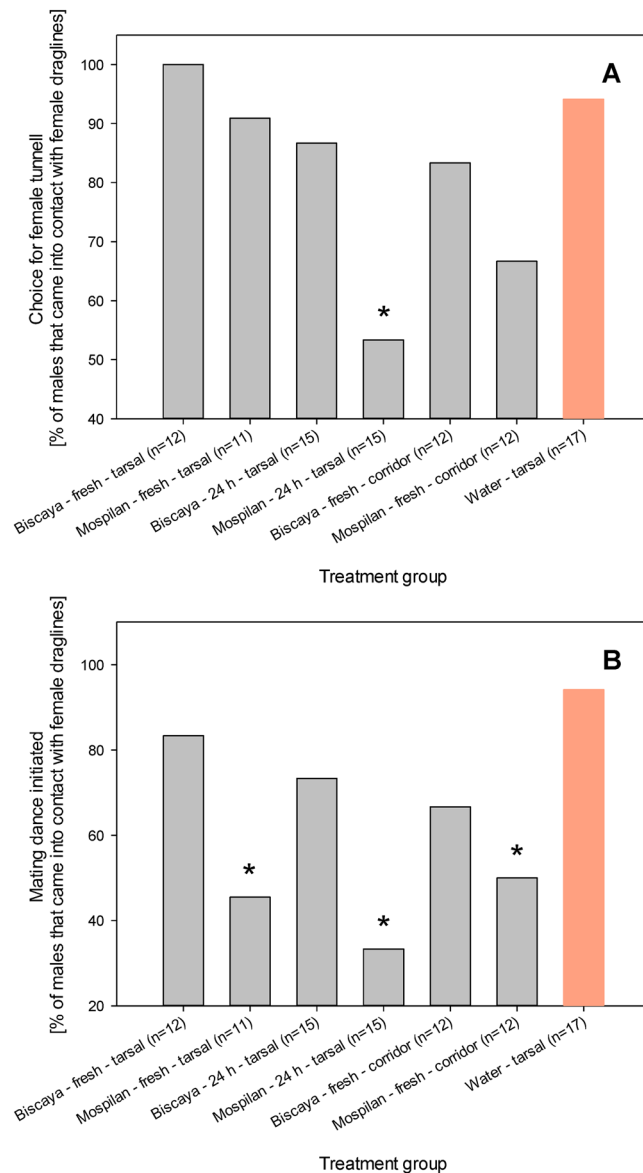 A
Choice for female tunnell
[% of males that came into contact with female draglines]
100
90
80
70
60
50
40
*
Biscaya - fresh - tarsal (n=12)
Mospilan - fresh - tarsal (n=11)
Biscaya - 24 h - tarsal (n=15)
Mospilan - 24 h - tarsal (n=15)
Biscaya - fresh - corridor (n=12)
Mospilan - fresh - corridor (n=12)
Water - tarsal (n=17)
Treatment group
B
Mating dance initiated
[% of males that came into contact with female draglines]
100
80
60
40
20
*
*
*
Biscaya - fresh - tarsal (n=12)
Mospilan - fresh - tarsal (n=11)
Biscaya - 24 h - tarsal (n=15)
Mospilan - 24 h - tarsal (n=15)
Biscaya - fresh - corridor (n=12)
Mospilan - fresh - corridor (n=12)
Water - tarsal (n=17)
Treatment group